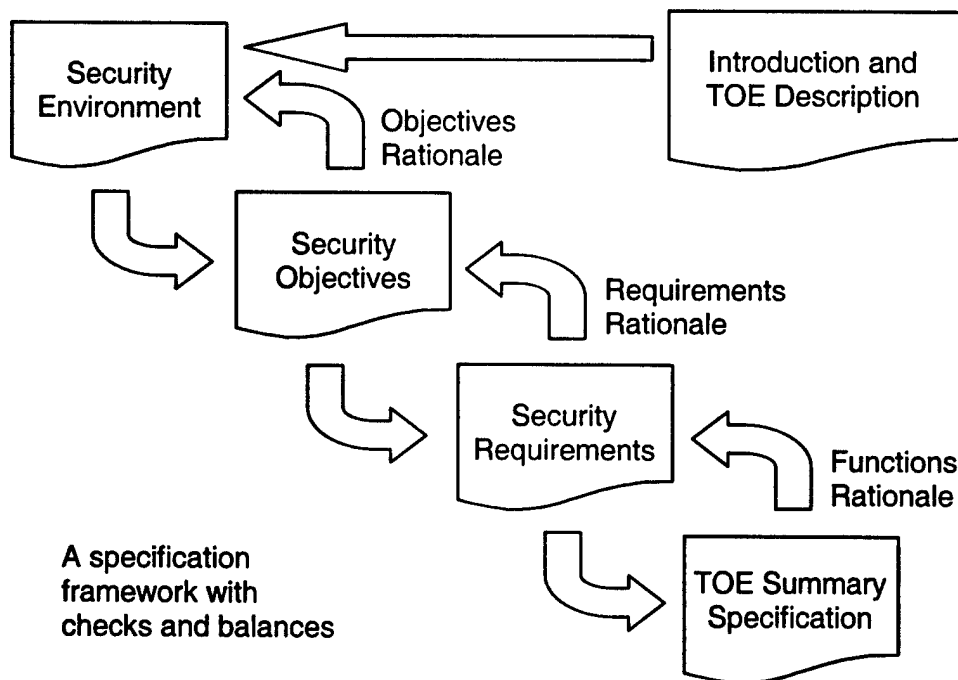 Security
Environment
Introduction and
TOE Description
Objectives
Rationale
Security
Objectives
Requirements
Rationale
Security
Requirements
Functions
Rationale
A specification
framework with
checks and balances
TOE Summary
Specification